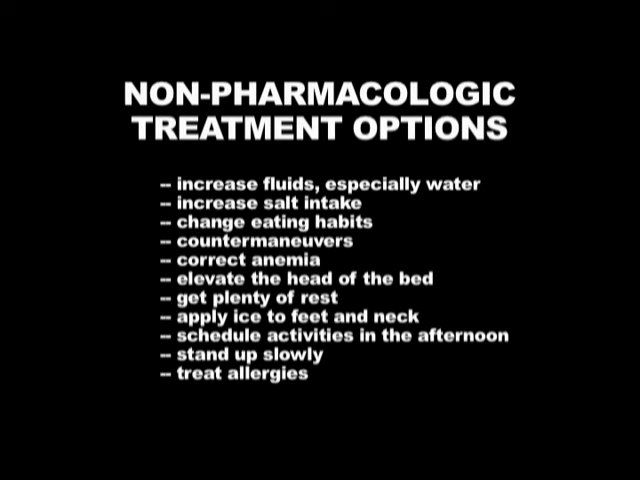 NON-PHARMACOLOGIC
TREATMENT OPTIONS
-- increase fluids, especially water
-- increase salt intake
-- change eating habits
-- countermaneuvers
-- correct anemia
-- elevate the head of the bed
-- get plenty of rest
-- apply ice to feet and neck
-- schedule activities in the afternoon
-- stand up slowly
-- treat allergies